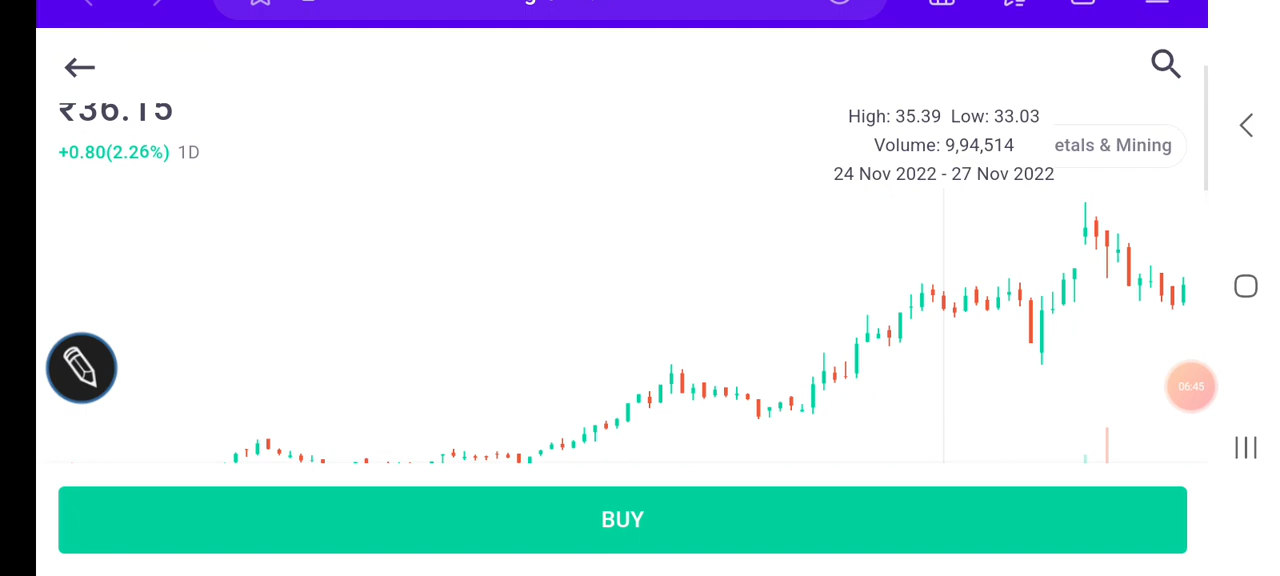 ₹36.15
+0.80(2.26%) 1D
High: 35.39 Low: 33.03
Volume: 9,94,514
24 Nov 2022 - 27 Nov 2022
etals & Mining
06:45
BUY